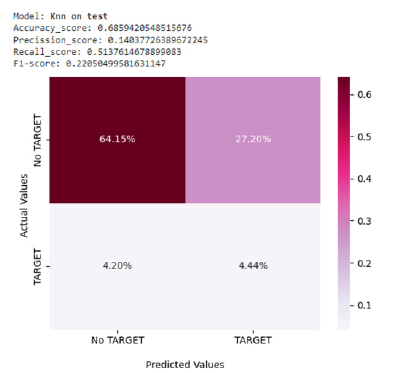 Model: Knn on test
Accuracy_score: 0.6859420548515676
Precission_score: 0.14037726389672245
Recall_score: 0.5137614678899083
F1-score: 0.22050499581631147
Actual Values
No TARGET
64.15%
27.20%
TARGET
4.20%
4.44%
No TARGET
TARGET
Predicted Values
0.6
0.5
0.4
0.3
0.2
0.1